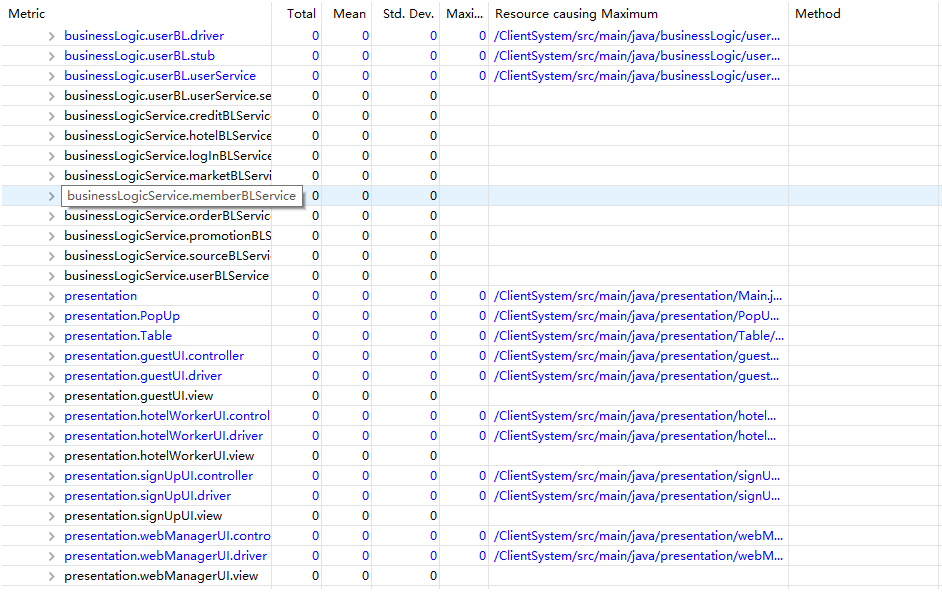 Metric Total Mean Std. Dev. Maxi... Resource causing Maximum Method
businessLogic.userBL.driver 0 0 0 0 /ClientSystem/src/main/java/businessLogic/user...
businessLogic.userBL.stub 0 0 0 0 /ClientSystem/src/main/java/businessLogic/user...
businessLogic.userBL.userService 0 0 0 0 /ClientSystem/src/main/java/businessLogic/user...
businessLogic.userBL.userService.se 0 0 0
businessLogicService.creditBLService 0 0 0
businessLogicService.hotelBLService 0 0 0
businessLogicService.logInBLService 0 0 0
businessLogicService.marketBLServi 0 0 0
businessLogicService.memberBLService 0 0 0
businessLogicService.orderBLService 0 0 0
businessLogicService.promotionBLS 0 0 0
businessLogicService.sourceBLServi 0 0 0
businessLogicService.userBLService 0 0 0
presentation 0 0 0 0 /ClientSystem/src/main/java/presentation/Main.j...
presentation.PopUp 0 0 0 0 /ClientSystem/src/main/java/presentation/PopU...
presentation.Table 0 0 0 0 /ClientSystem/src/main/java/presentation/Table/...
presentation.guestUI.controller 0 0 0 0 /ClientSystem/src/main/java/presentation/guest...
presentation.guestUI.driver 0 0 0 0 /ClientSystem/src/main/java/presentation/guest...
presentation.guestUI.view 0 0 0
presentation.hotelWorkerUI.control 0 0 0 0 /ClientSystem/src/main/java/presentation/hotel...
presentation.hotelWorkerUI.driver 0 0 0 0 /ClientSystem/src/main/java/presentation/hotel...
presentation.hotelWorkerUI.view 0 0 0
presentation.signUpUI.controller 0 0 0 0 /ClientSystem/src/main/java/presentation/signU...
presentation.signUpUI.driver 0 0 0 0 /ClientSystem/src/main/java/presentation/signU...
presentation.signUpUI.view 0 0 0
presentation.webManagerUI.contro 0 0 0 0 /ClientSystem/src/main/java/presentation/webM...
presentation.webManagerUI.driver 0 0 0 0 /ClientSystem/src/main/java/presentation/webM...
presentation.webManagerUI.view 0 0 0